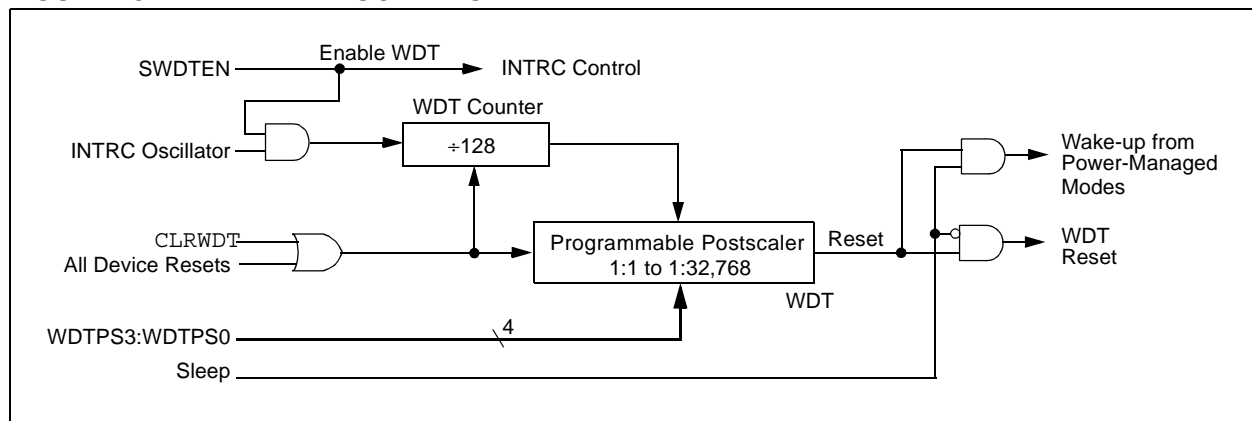 Enable WDT
SWDTEN
INTRC Control
WDT Counter
÷128
INTRC Oscillator
Wake-up from
Power-Managed
Modes
CLRWDT
All Device Resets
Programmable Postscaler
1:1 to 1:32,768
Reset
WDT
Reset
WDT
WDTPS3:WDTPS0
4
Sleep